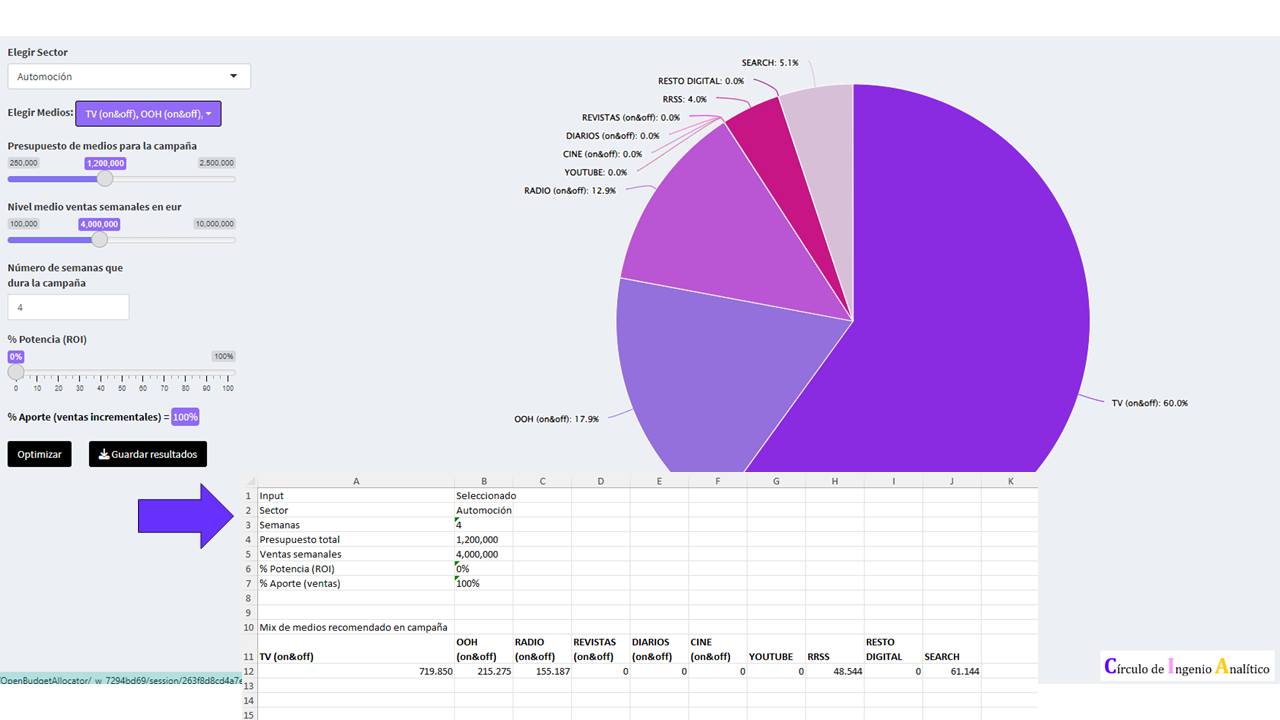 Elegir Sector
Automoción
Elegir Medios: TV (on&off), OOH (on&off),
Presupuesto de medios para la campaña
250,000 1,200,000 2,500,000
Nivel medio ventas semanales en eur
100,000 4,000,000 10,000,000
Número de semanas que
dura la campaña
4
% Potencia (ROI)
0% 100%
0 10 20 30 40 50 60 70 80 90 100
% Aporte (ventas incrementales) = 100%
Optimizar Guardar resultados
SEARCH: 5.1%
RESTO DIGITAL: 0.0%
RRSS: 4.0%
REVISTAS (on&off): 0.0%
DIARIOS (on&off): 0.0%
CINE (on&off): 0.0%
YOUTUBE: 0.0%
RADIO (on&off): 12.9%
OOH (on&off): 17.9%
TV (on&off): 60.0%
A B C D E F G H I J K
1 Input Seleccionado
2 Sector Automoción
3 Semanas 4
4 Presupuesto total 1,200,000
5 Ventas semanales 4,000,000
6 % Potencia (ROI) 0%
7 % Aporte (ventas) 100%
8
9
10 Mix de medios recomendado en campaña
OOH RADIO REVISTAS DIARIOS CINE RESTO
11 TV (on&off) (on&off) (on&off) (on&off) (on&off) (on&off) YOUTUBE RRSS DIGITAL SEARCH
12 719.850 215.275 155.187 0 0 0 0 48.544 0 61.144
13
14
15
OpenBudgetAllocator/_w_7294bd69/session/263f8d8cd4a7e
Círculo de Ingenio Analítico